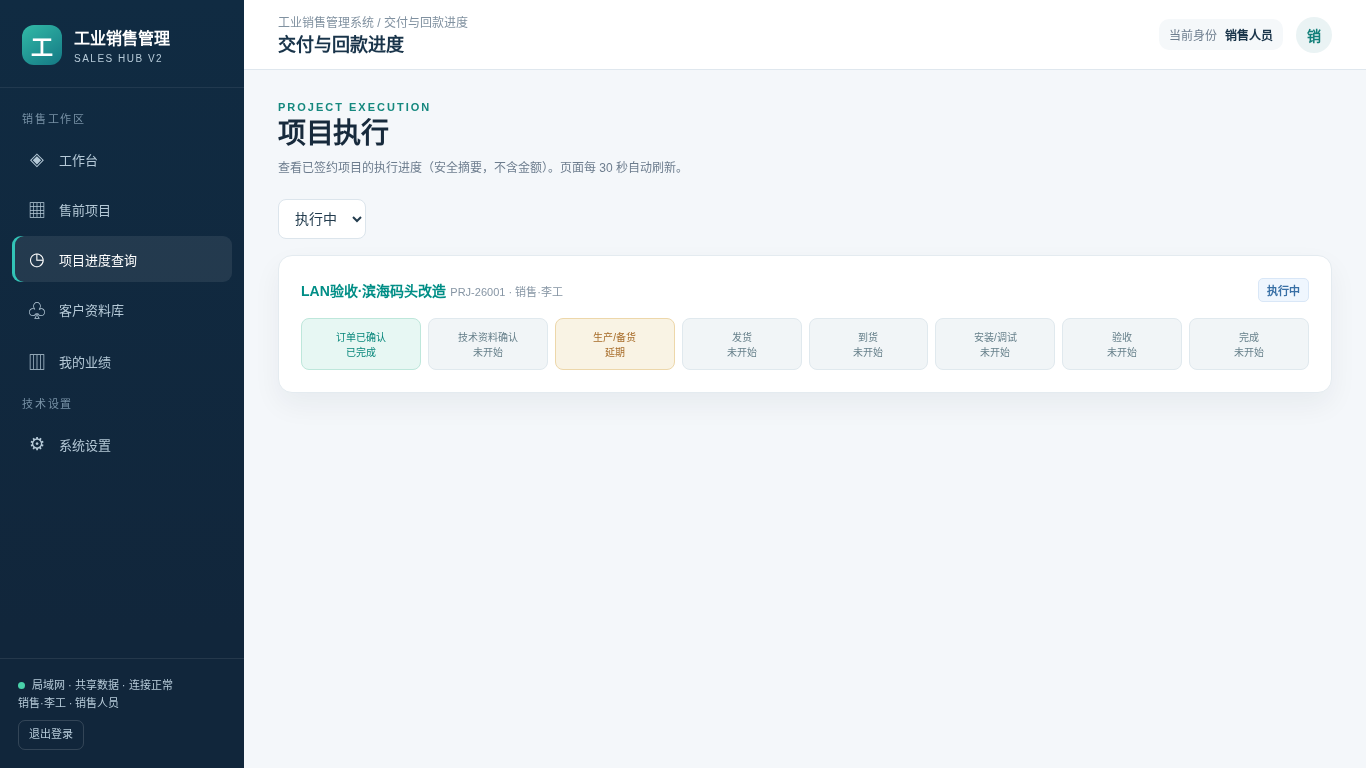 工
工业销售管理
SALES HUB V2
销售工作区
工作台
售前项目
项目进度查询
客户资料库
我的业绩
技术设置
系统设置
局域网 · 共享数据 · 连接正常
销售·李工 · 销售人员
退出登录
工业销售管理系统 / 交付与回款进度
交付与回款进度
当前身份 销售人员
销
PROJECT EXECUTION
项目执行
查看已签约项目的执行进度（安全摘要，不含金额）。页面每 30 秒自动刷新。
执行中
LAN验收·滨海码头改造 PRJ-26001 · 销售·李工
执行中
订单已确认
已完成
技术资料确认
未开始
生产/备货
延期
发货
未开始
到货
未开始
安装/调试
未开始
验收
未开始
完成
未开始